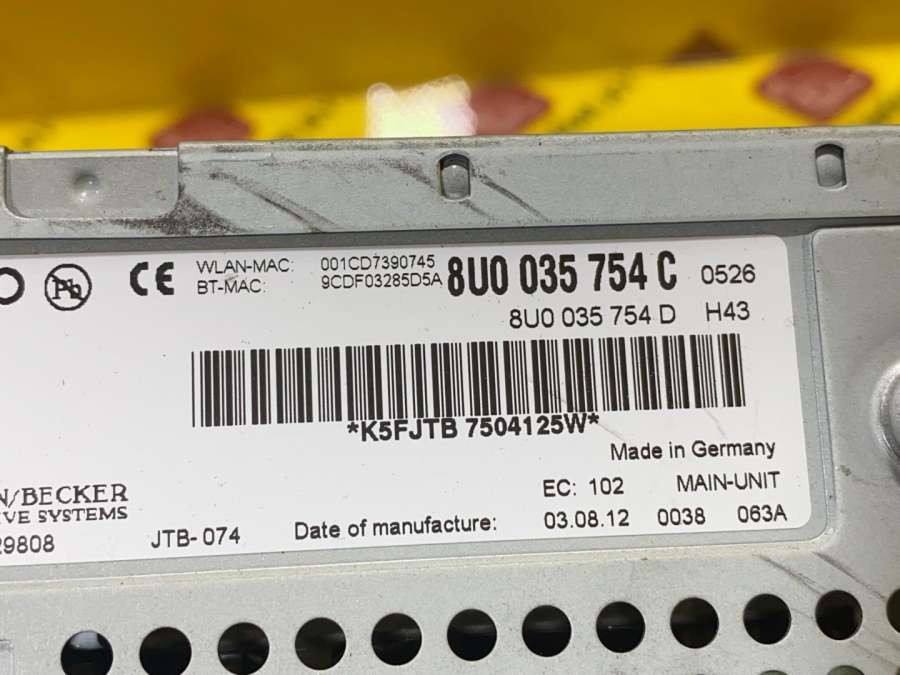 Pb
CE
WLAN-MAC: 001CD7390745
BT-MAC: 9CDF03285D5A
8U0 035 754 C 0526
8U0 035 754 D H43
*K5FJTB 7504125W*
Made in Germany
N/BECKER
EC: 102 MAIN-UNIT
VE SYSTEMS
29808 JTB-074 Date of manufacture: 03.08.12 0038 063A